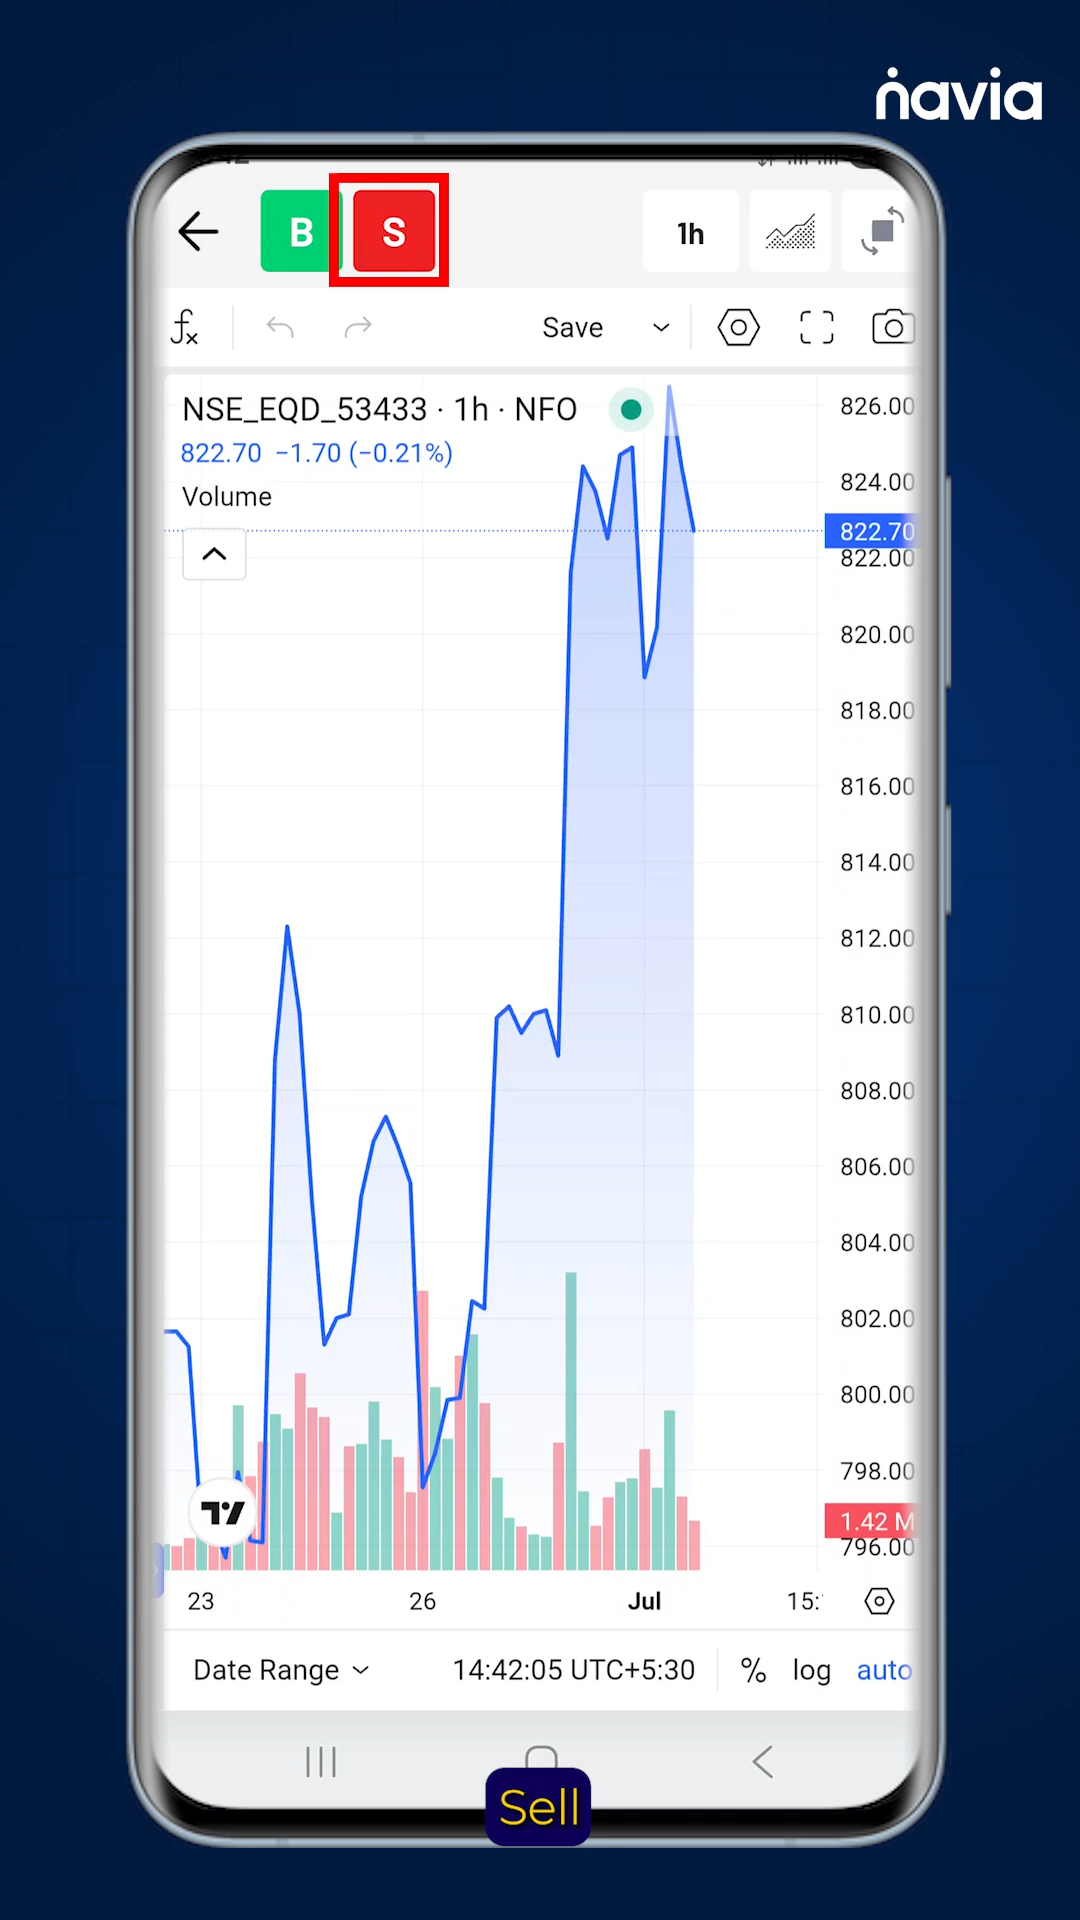 navia
B S 1h
fx Save
NSE_EQD_53433 · 1h · NFO
822.70 −1.70 (−0.21%)
Volume
826.00
824.00
822.70
822.00
820.00
818.00
816.00
814.00
812.00
810.00
808.00
806.00
804.00
802.00
800.00
798.00
1.42 M
796.00
23 26 Jul 15:
Date Range 14:42:05 UTC+5:30 % log auto
Sell